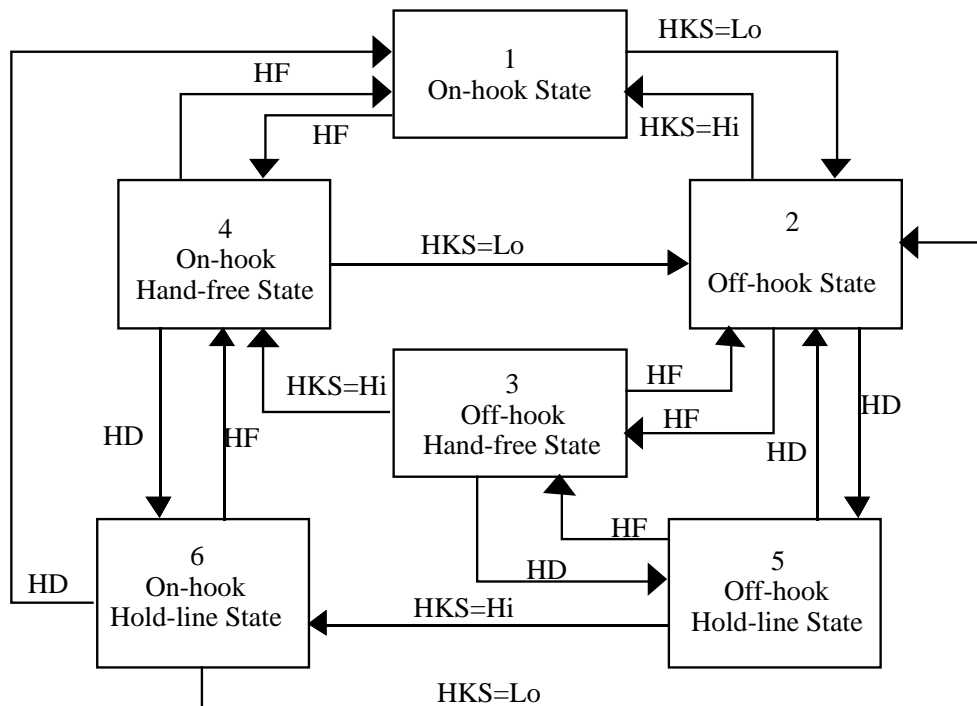 HKS=Lo
1
On-hook State
HF
HF
HKS=Hi
4
On-hook
Hand-free State
HKS=Lo
2
Off-hook State
HKS=Hi
3
Off-hook
Hand-free State
HF
HF
HD
HD
HF
HD
6
On-hook
Hold-line State
HD
HF
HD
5
Off-hook
Hold-line State
HKS=Hi
HKS=Lo